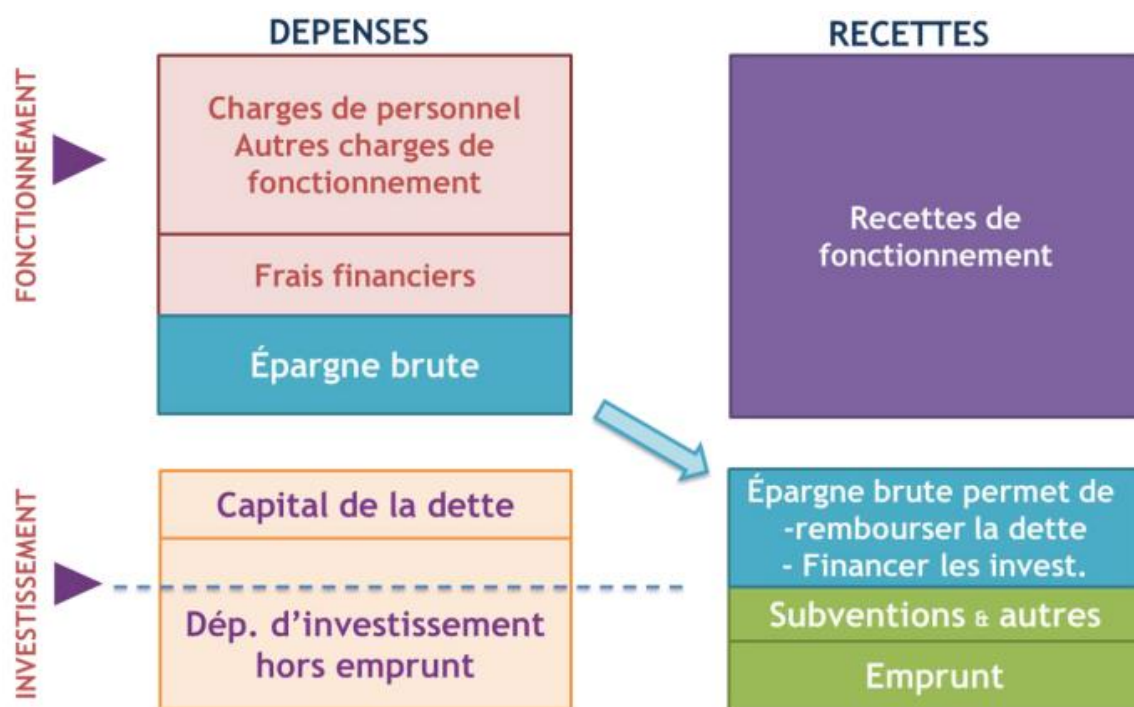 DEPENSES
RECETTES
FONCTIONNEMENT
Charges de personnel
Autres charges de
fonctionnement
Frais financiers
Épargne brute
Recettes de
fonctionnement
INVESTISSEMENT
Capital de la dette
Dép. d'investissement
hors emprunt
Épargne brute permet de
-rembourser la dette
- Financer les invest.
Subventions & autres
Emprunt